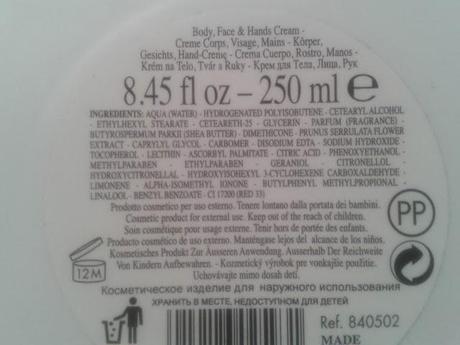 Body, Face & Hands Cream -
Creme Corps, Visage, Mains - Körper,
Gesichts, Hand-Creme - Crema Cuerpo, Rostro, Manos -
Krém na Telo, Tvár a Ruky - Крем для Тела, Лица, Рук
8.45 fl oz – 250 ml e
INGREDIENTS: AQUA (WATER) - HYDROGENATED POLYISOBUTENE - CETEARYL ALCOHOL
- ETHYLHEXYL STEARATE - CETEARETH-25 - GLYCERIN - PARFUM (FRAGRANCE) -
BUTYROSPERMUM PARKII (SHEA BUTTER) - DIMETHICONE - PRUNUS SERRULATA FLOWER
EXTRACT - CAPRYLYL GLYCOL - CARBOMER - DISODIUM EDTA - SODIUM HYDROXIDE -
TOCOPHEROL - LECITHIN - ASCORBYL PALMITATE - CITRIC ACID - PHENOXYETHANOL -
METHYLPARABEN - ETHYLPARABEN - GERANIOL - CITRONELLOL -
HYDROXYCITRONELLAL - HYDROXYISOHEXYL 3-CYCLOHEXENE CARBOXALDEHYDE -
LIMONENE - ALPHA-ISOMETHYL IONONE - BUTYLPHENYL METHYLPROPIONAL -
LINALOOL - BENZYL BENZOATE - CI 17200 (RED 33)
Prodotto cosmetico per uso esterno. Tenere lontano dalla portata dei bambini.
Cosmetic product for external use. Keep out of the reach of children.
Soin cosmétique pour usage externe. Tenir hors de portée des enfants.
Producto cosmético de uso externo. Manténgase lejos del alcance de los niños.
Kosmetisches Produkt Zur Äusseren Anwendung. Ausserhalb Der Reichweite
Von Kindern Aufbewahren. Kozmetický výrobok pre vonkajšie použitie.
Uchovávajte mimo dosah detí.
PP
12M
Косметическое изделие для наружного использования
ХРАНИТЬ В МЕСТЕ, НЕДОСТУПНОМ ДЛЯ ДЕТЕЙ
Ref. 840502
MADE